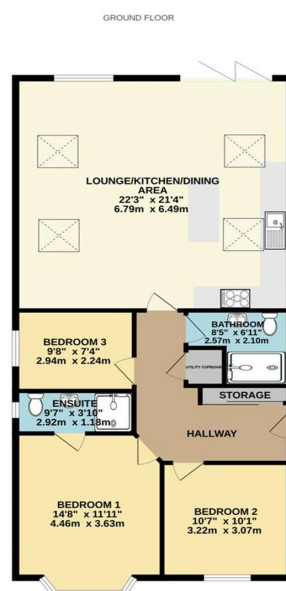 GROUND FLOOR
LOUNGE/KITCHEN/DINING
AREA
22'3" x 21'4"
6.79m x 6.49m
BATHROOM
8'5" x 6'11"
2.57m x 2.10m
BEDROOM 3
9'8" x 7'4"
2.94m x 2.24m
UTILITY CUPBOARD
STORAGE
ENSUITE
9'7" x 3'10"
2.92m x 1.18m
HALLWAY
BEDROOM 1
14'8" x 11'11"
4.46m x 3.63m
BEDROOM 2
10'7" x 10'1"
3.22m x 3.07m